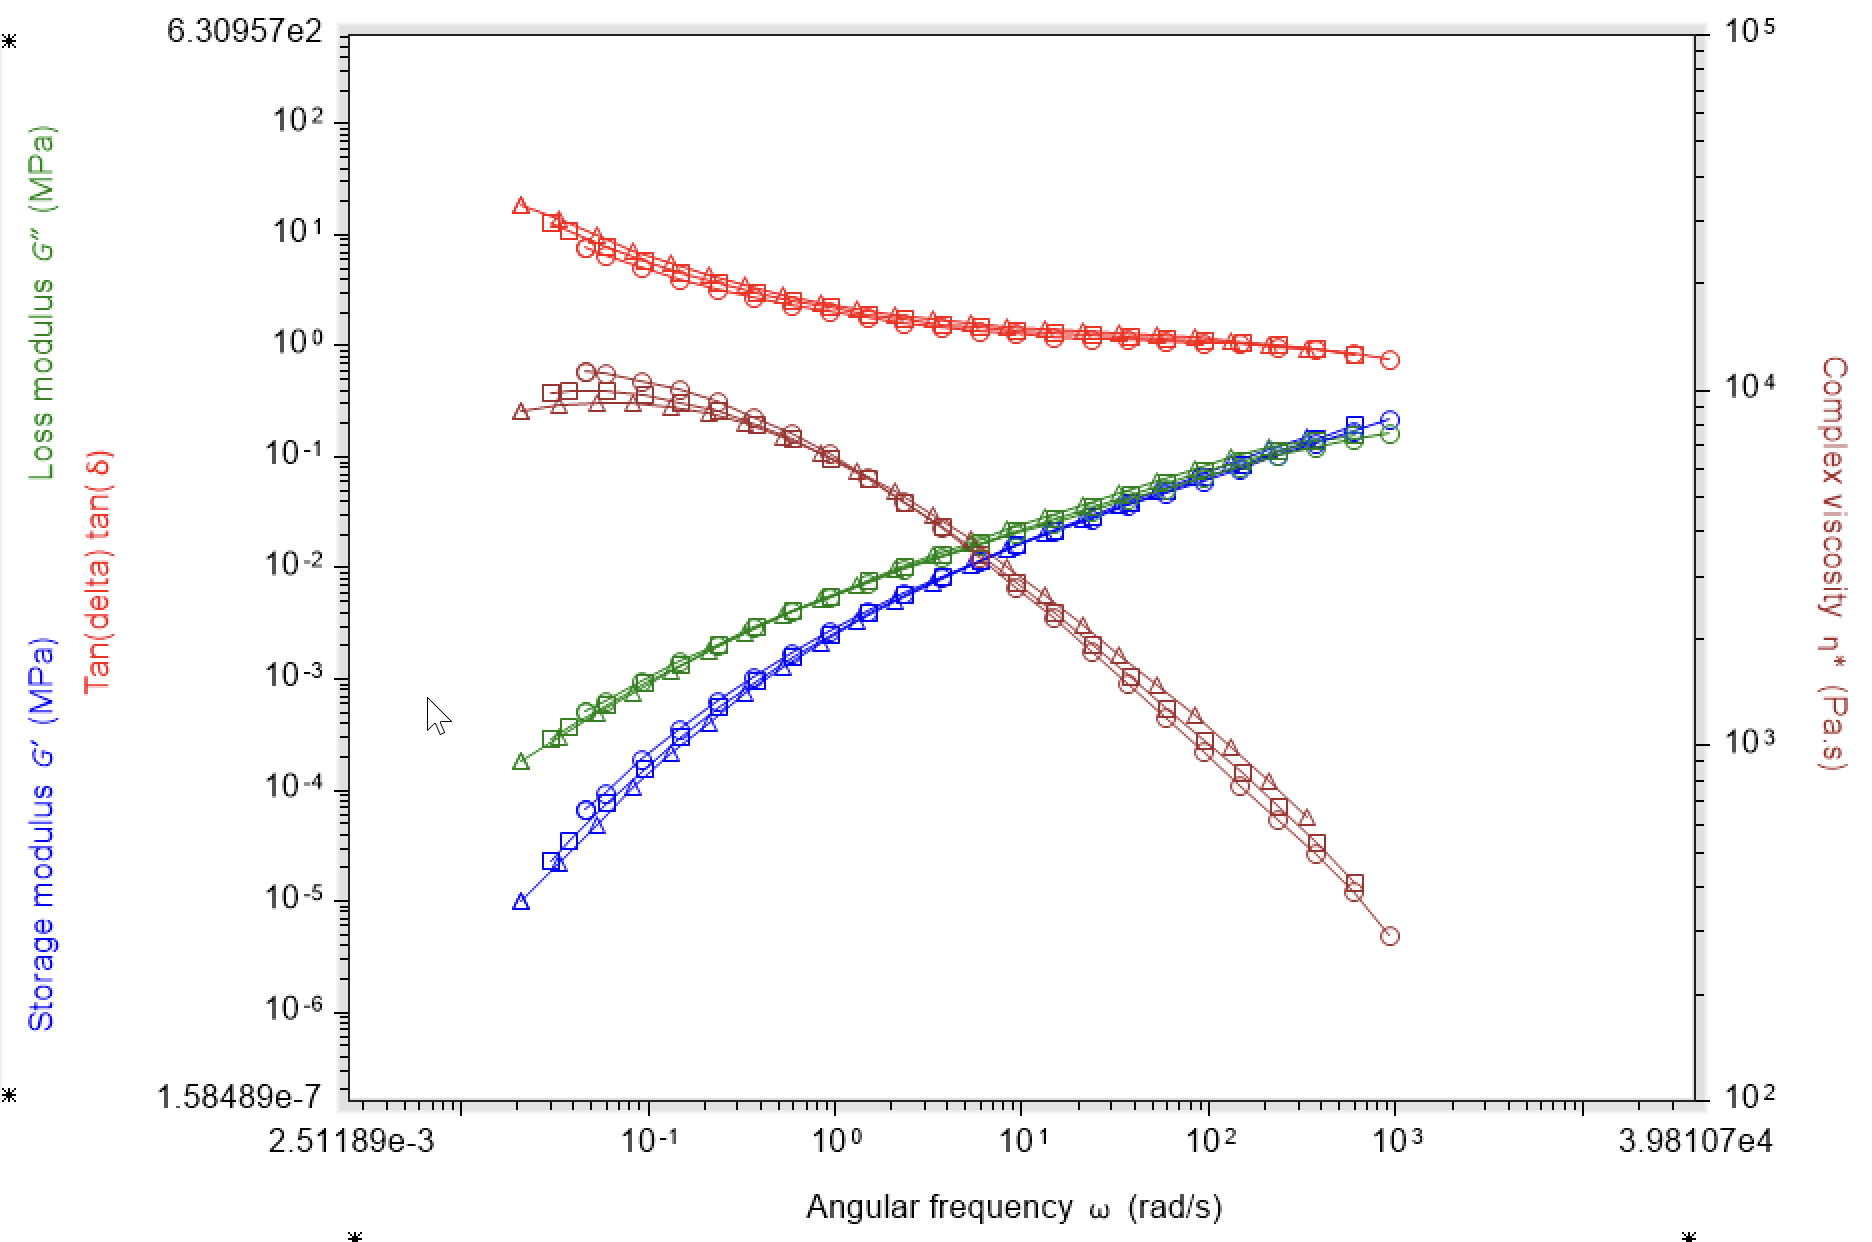 6.30957e2
10²
10¹
10⁰
10⁻¹
10⁻²
10⁻³
10⁻⁴
10⁻⁵
10⁻⁶
1.58489e-7
Loss modulus G″ (MPa)
Tan(delta) tan( δ)
Storage modulus G′ (MPa)
10⁵
10⁴
10³
10²
Complex viscosity η* (Pa.s)
2.51189e-3
10⁻¹
10⁰
10¹
10²
10³
3.98107e4
Angular frequency ω (rad/s)